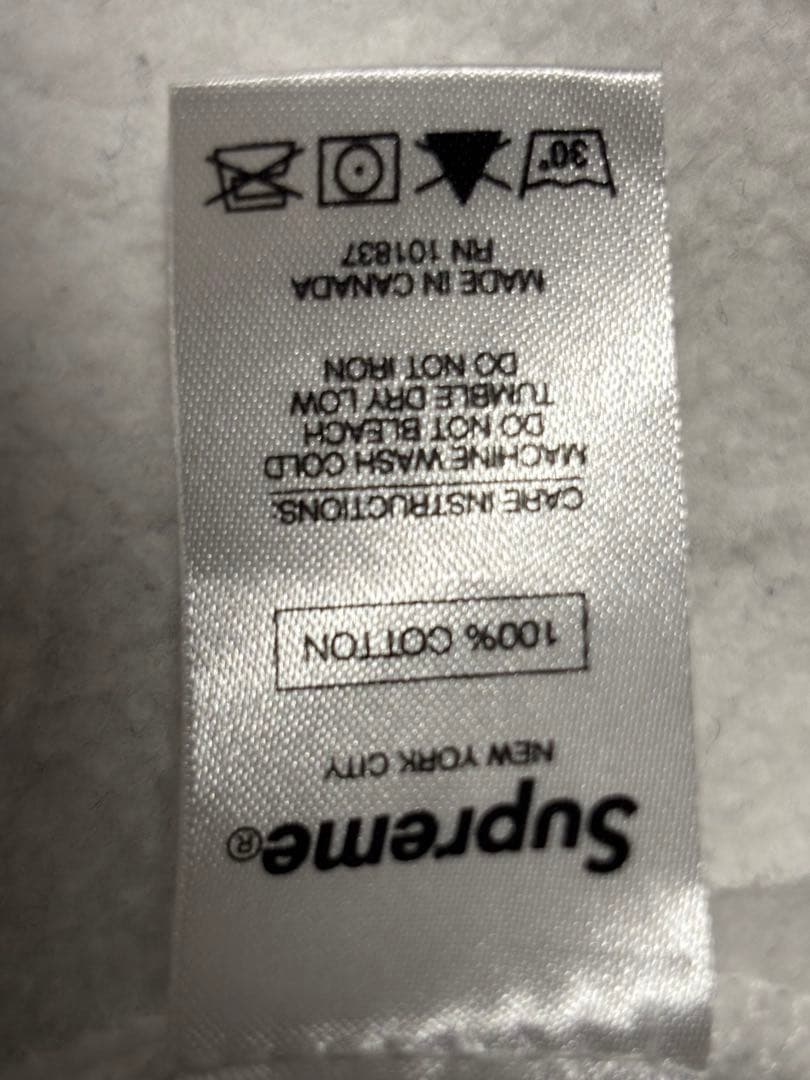 Supreme®
NEW YORK CITY
100% COTTON
CARE INSTRUCTIONS:
MACHINE WASH COLD
DO NOT BLEACH
TUMBLE DRY LOW
DO NOT IRON
MADE IN CANADA
RN 101837
30°